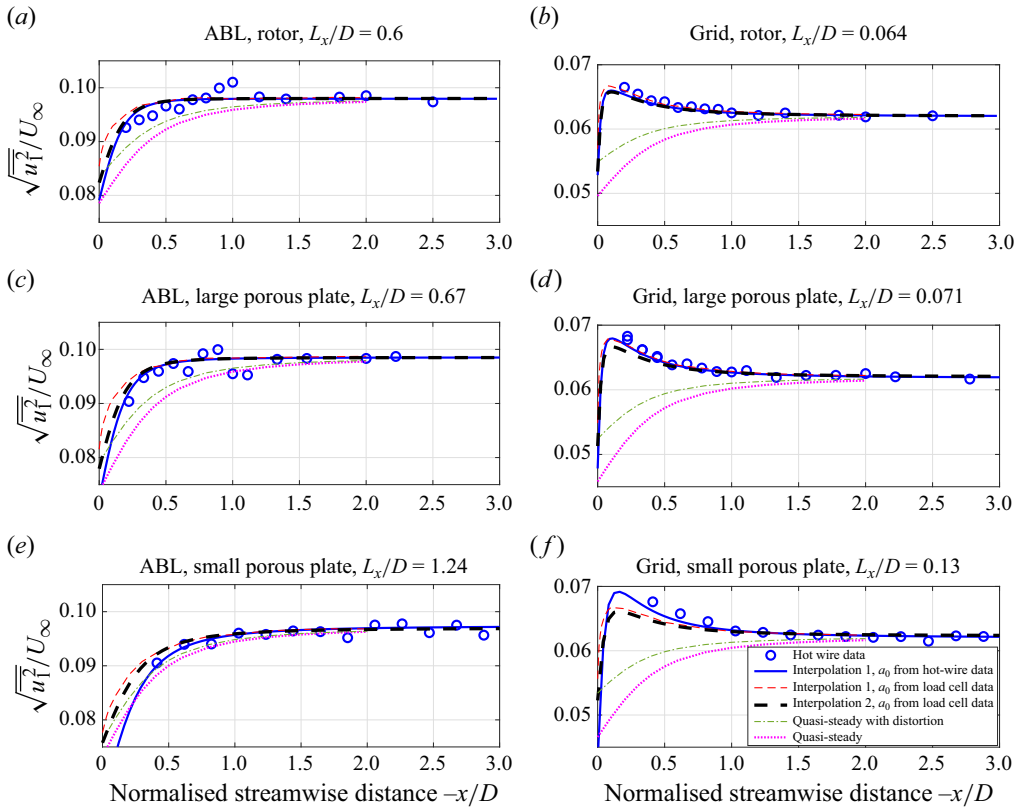 (a)
ABL, rotor, Lx/D = 0.6
0.10
0.09
0.08
√u₁²/U∞
0 0.5 1.0 1.5 2.0 2.5 3.0
(b)
Grid, rotor, Lx/D = 0.064
0.07
0.06
0.05
0 0.5 1.0 1.5 2.0 2.5 3.0
(c)
ABL, large porous plate, Lx/D = 0.67
0.10
0.09
0.08
√u₁²/U∞
0 0.5 1.0 1.5 2.0 2.5 3.0
(d)
Grid, large porous plate, Lx/D = 0.071
0.07
0.06
0.05
0 0.5 1.0 1.5 2.0 2.5 3.0
(e)
ABL, small porous plate, Lx/D = 1.24
0.10
0.09
0.08
√u₁²/U∞
0 0.5 1.0 1.5 2.0 2.5 3.0
Normalised streamwise distance –x/D
(f)
Grid, small porous plate, Lx/D = 0.13
0.07
0.06
0.05
Hot wire data
Interpolation 1, a₀ from hot-wire data
Interpolation 1, a₀ from load cell data
Interpolation 2, a₀ from load cell data
Quasi-steady with distortion
Quasi-steady
0 0.5 1.0 1.5 2.0 2.5 3.0
Normalised streamwise distance –x/D